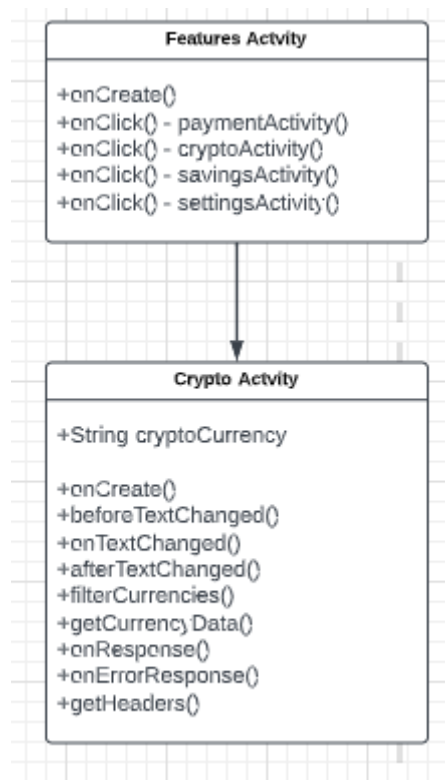 Features Actvity
+onCreate()
+onClick() - paymentActivity()
+onClick() - cryptoActivity()
+onClick() - savingsActivity()
+onClick() - settingsActivity()
Crypto Actvity
+String cryptoCurrency
+onCreate()
+beforeTextChanged()
+onTextChanged()
+afterTextChanged()
+filterCurrencies()
+getCurrencyData()
+onResponse()
+onErrorResponse()
+getHeaders()